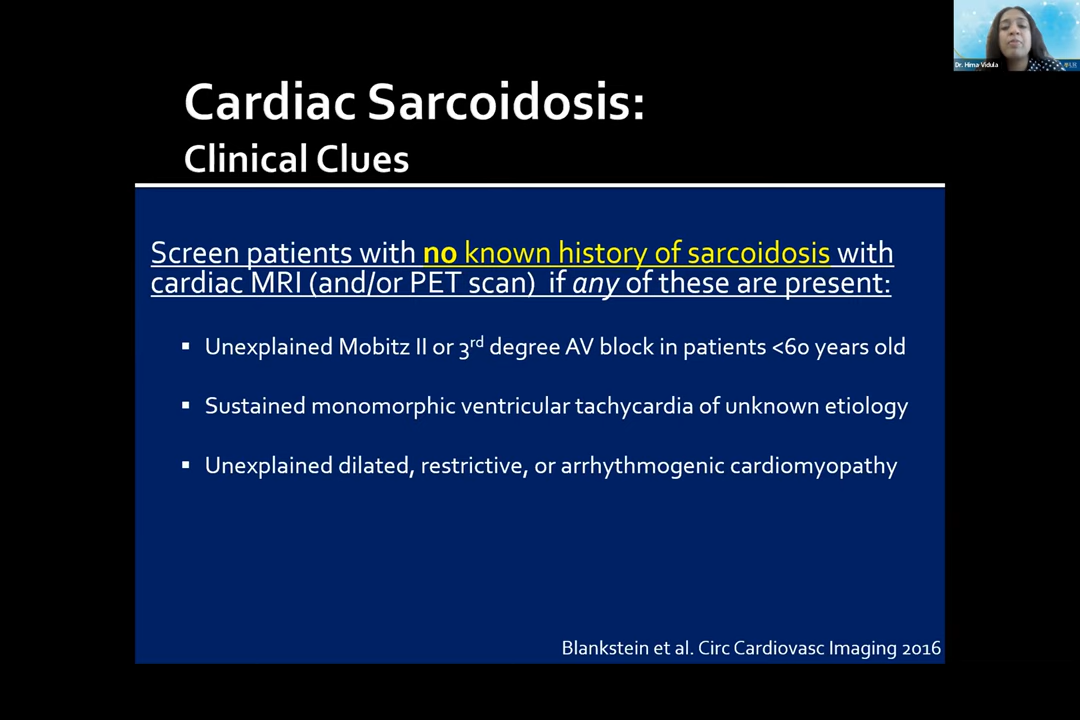 Dr. Hima Vidula
Cardiac Sarcoidosis:
Clinical Clues
Screen patients with no known history of sarcoidosis with
cardiac MRI (and/or PET scan) if any of these are present:
▪ Unexplained Mobitz II or 3rd degree AV block in patients <60 years old
▪ Sustained monomorphic ventricular tachycardia of unknown etiology
▪ Unexplained dilated, restrictive, or arrhythmogenic cardiomyopathy
Blankstein et al. Circ Cardiovasc Imaging 2016